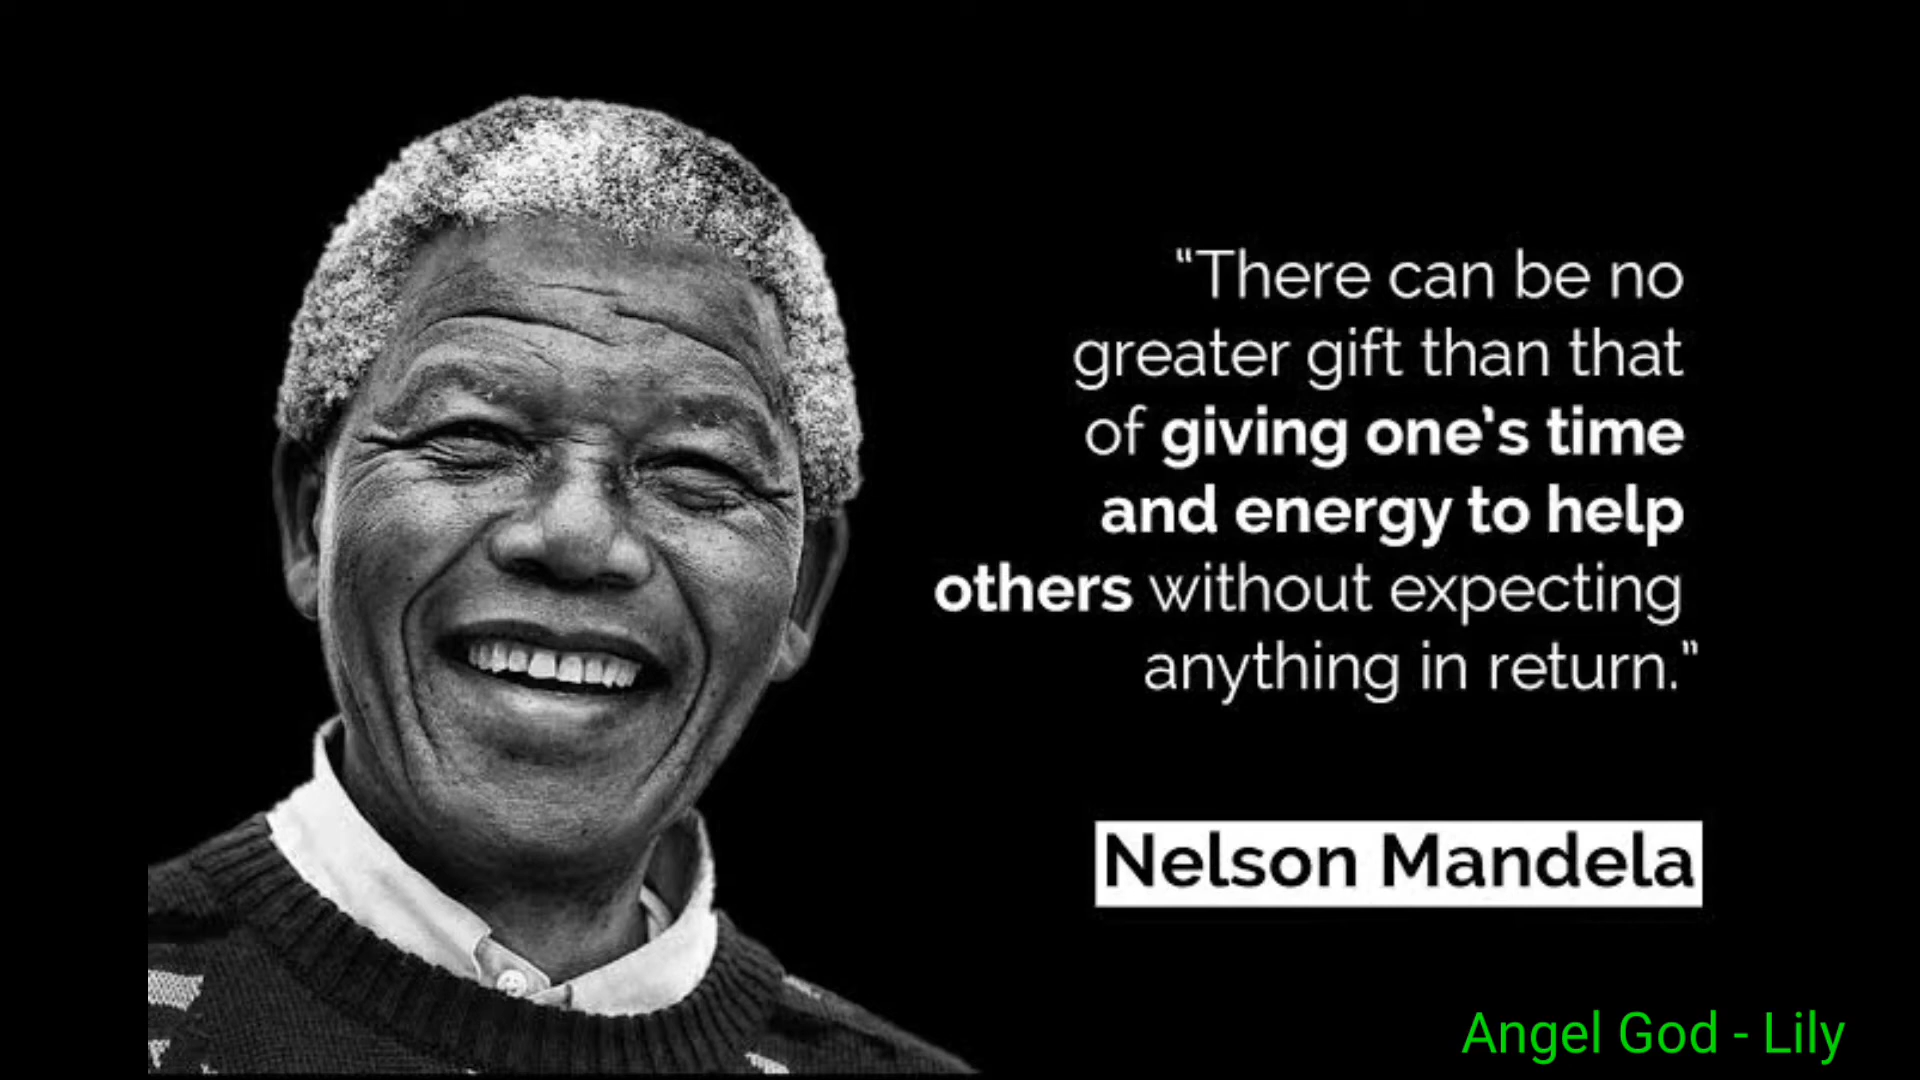 “There can be no
greater gift than that
of giving one’s time
and energy to help
others without expecting
anything in return.”
Nelson Mandela
Angel God - Lily